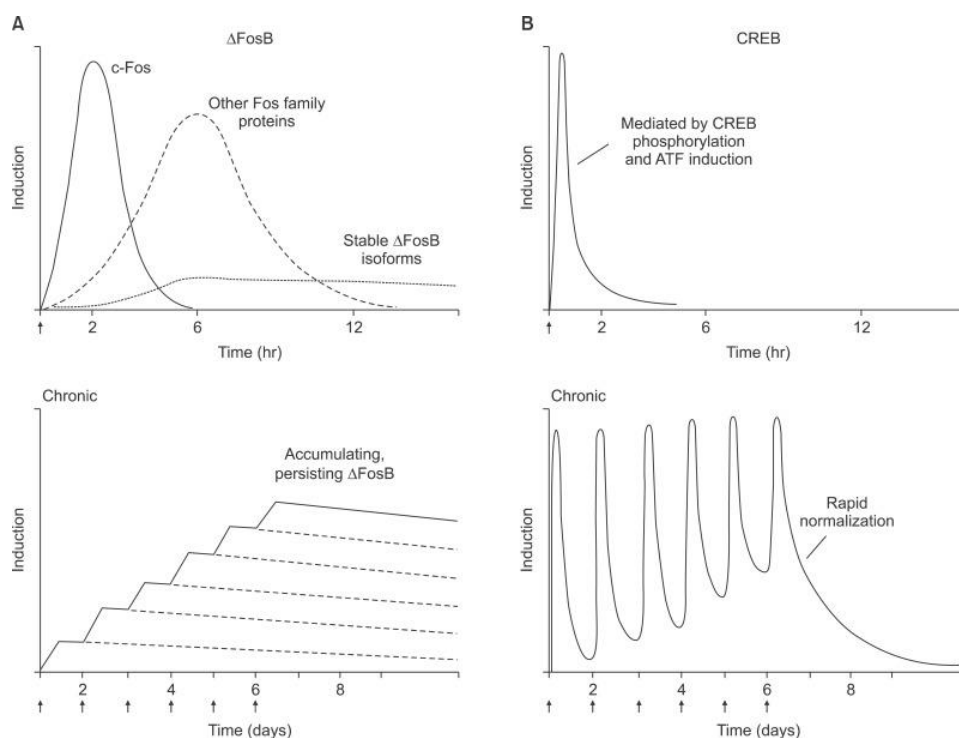 A
ΔFosB
Induction
c-Fos
Other Fos family
proteins
Stable ΔFosB
isoforms
2
6
12
Time (hr)
B
CREB
Induction
Mediated by CREB
phosphorylation
and ATF induction
2
6
12
Time (hr)
Chronic
Induction
Accumulating,
persisting ΔFosB
2
4
6
8
Time (days)
Chronic
Induction
Rapid
normalization
2
4
6
8
Time (days)